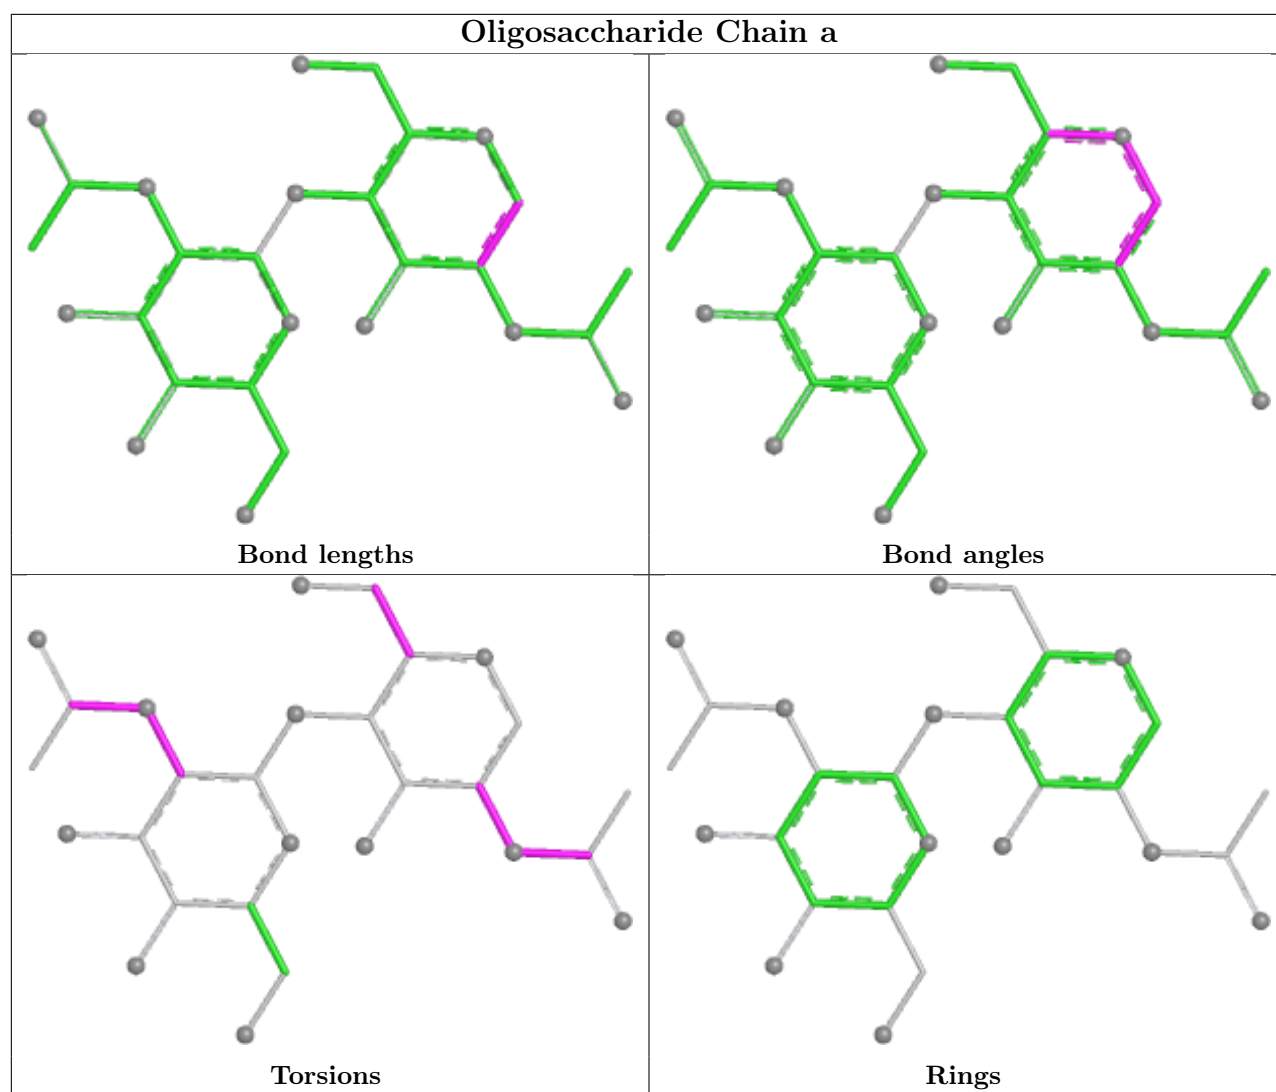 Oligosaccharide Chain a
Bond lengths
Bond angles
Torsions
Rings